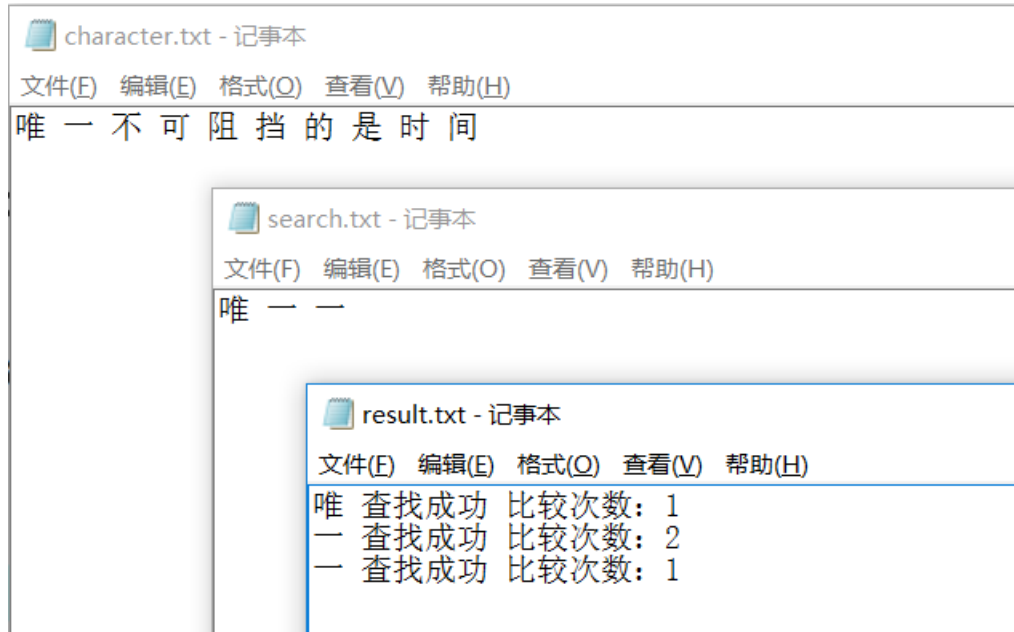 character.txt - 记事本
文件(F) 编辑(E) 格式(O) 查看(V) 帮助(H)
唯 一 不 可 阻 挡 的 是 时 间
search.txt - 记事本
文件(F) 编辑(E) 格式(O) 查看(V) 帮助(H)
唯 一 一
result.txt - 记事本
文件(F) 编辑(E) 格式(O) 查看(V) 帮助(H)
唯 查找成功 比较次数：1
一 查找成功 比较次数：2
一 查找成功 比较次数：1